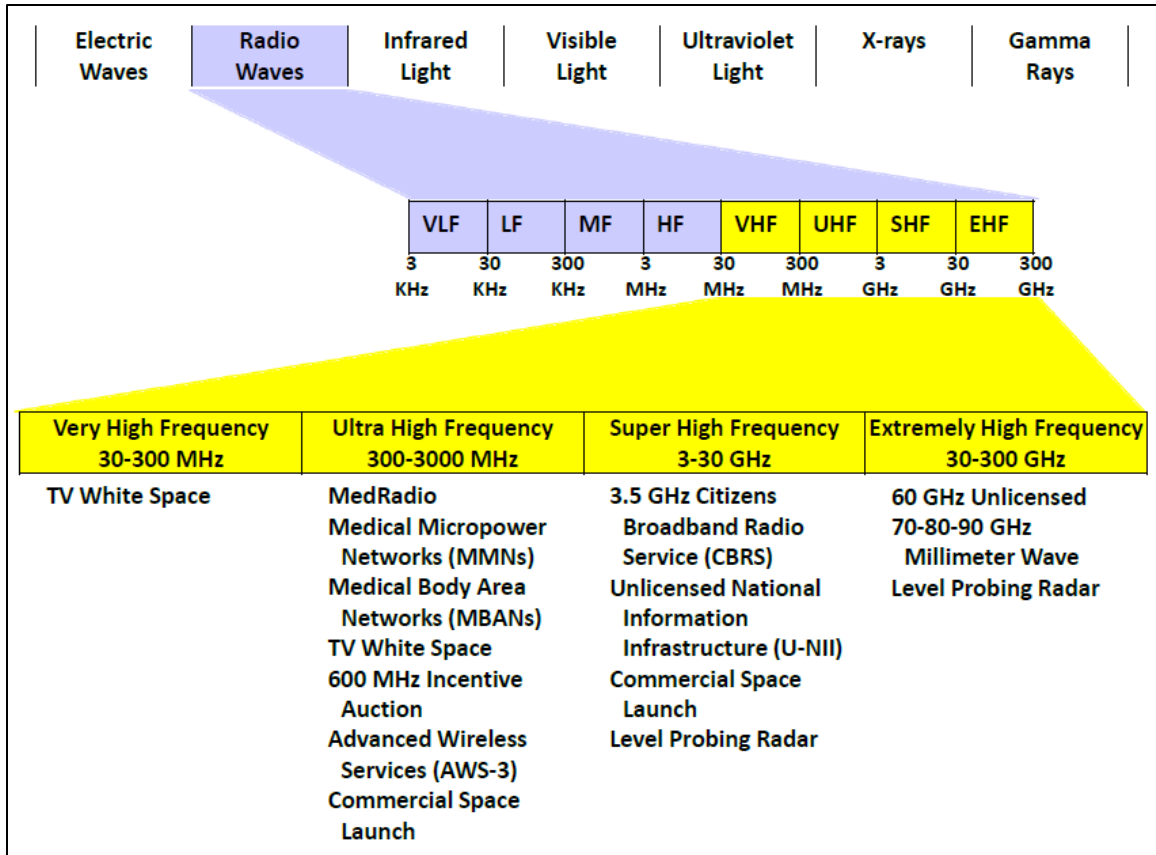 Electric Radio Infrared Visible Ultraviolet X-rays Gamma
Waves Waves Light Light Light Rays
VLF LF MF HF VHF UHF SHF EHF
3 30 300 3 30 300 3 30 300
KHz KHz KHz MHz MHz MHz GHz GHz GHz
Very High Frequency
30-300 MHz
TV White Space
Ultra High Frequency
300-3000 MHz
MedRadio
Medical Micropower
Networks (MMNs)
Medical Body Area
Networks (MBANs)
TV White Space
600 MHz Incentive
Auction
Advanced Wireless
Services (AWS-3)
Commercial Space
Launch
Super High Frequency
3-30 GHz
3.5 GHz Citizens
Broadband Radio
Service (CBRS)
Unlicensed National
Information
Infrastructure (U-NII)
Commercial Space
Launch
Level Probing Radar
Extremely High Frequency
30-300 GHz
60 GHz Unlicensed
70-80-90 GHz
Millimeter Wave
Level Probing Radar